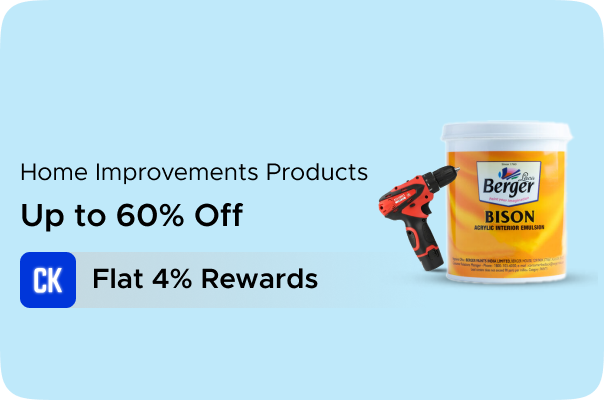 Home Improvements Products
Up to 60% Off
CK
Flat 4% Rewards
Berger
BISON
ACRYLIC INTERIOR EMULSION